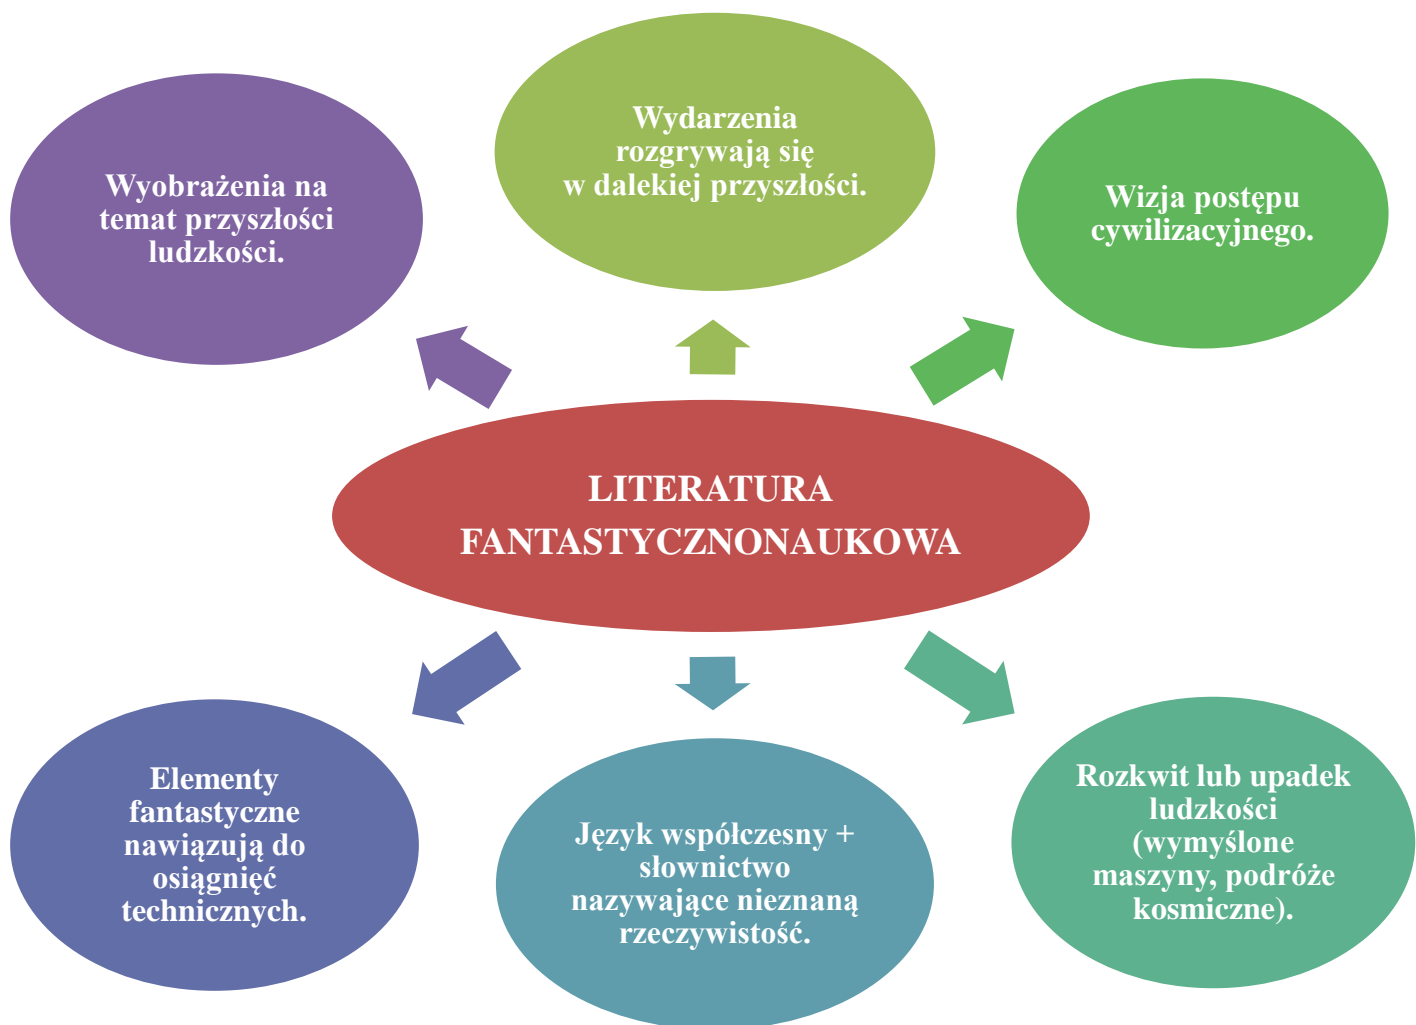 Wydarzenia
rozgrywają się
w dalekiej przyszłości.
Wyobrażenia na
temat przyszłości
ludzkości.
Wizja postępu
cywilizacyjnego.
LITERATURA
FANTASTYCZNONAUKOWA
Elementy
fantastyczne
nawiązują do
osiągnięć
technicznych.
Język współczesny +
słownictwo
nazywające nieznaną
rzeczywistość.
Rozkwit lub upadek
ludzkości
(wymyślone
maszyny, podróże
kosmiczne).